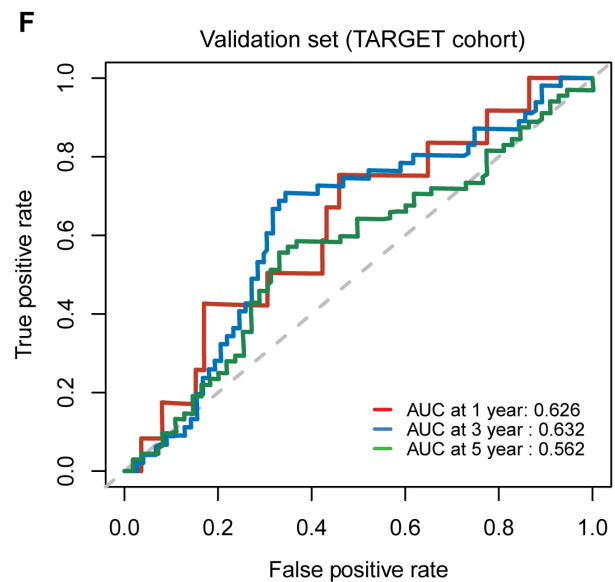 F
Validation set (TARGET cohort)
True positive rate
1.0
0.8
0.6
0.4
0.2
0.0
AUC at 1 year: 0.626
AUC at 3 year : 0.632
AUC at 5 year : 0.562
0.0 0.2 0.4 0.6 0.8 1.0
False positive rate